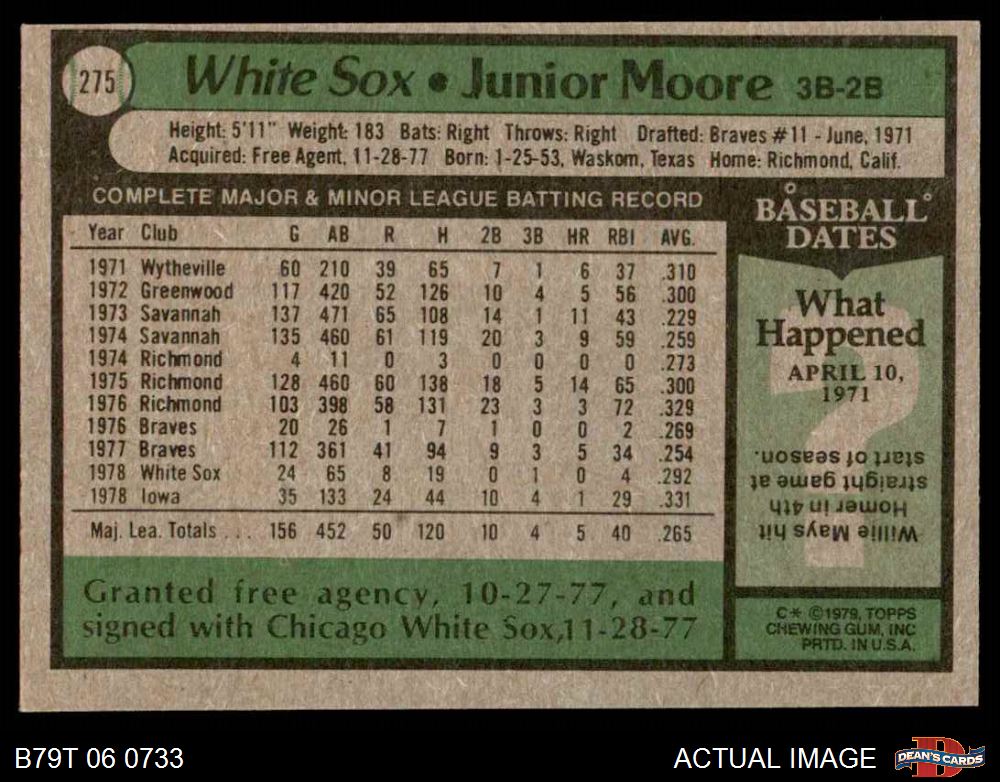 275
White Sox • Junior Moore 3B-2B
Height: 5'11" Weight: 183 Bats: Right Throws: Right Drafted: Braves #11 - June, 1971
Acquired: Free Agent, 11-28-77 Born: 1-25-53, Waskom, Texas Home: Richmond, Calif.
COMPLETE MAJOR & MINOR LEAGUE BATTING RECORD
Year Club G AB R H 2B 3B HR RBI AVG.
1971 Wytheville 60 210 39 65 7 1 6 37 .310
1972 Greenwood 117 420 52 126 10 4 5 56 .300
1973 Savannah 137 471 65 108 14 1 11 43 .229
1974 Savannah 135 460 61 119 20 3 9 59 .259
1974 Richmond 4 11 0 3 0 0 0 0 .273
1975 Richmond 128 460 60 138 18 5 14 65 .300
1976 Richmond 103 398 58 131 23 3 3 72 .329
1976 Braves 20 26 1 7 1 0 0 2 .269
1977 Braves 112 361 41 94 9 3 5 34 .254
1978 White Sox 24 65 8 19 0 1 0 4 .292
1978 Iowa 35 133 24 44 10 4 1 29 .331
Maj. Lea. Totals . . . 156 452 50 120 10 4 5 40 .265
Granted free agency, 10-27-77, and
signed with Chicago White Sox,11-28-77
BASEBALL
DATES
What
Happened
APRIL 10,
1971
?
Willie Mays hit
Homer in 4th
straight game at
start of season.
C* ©1979, TOPPS
CHEWING GUM, INC
PRTD. IN U.S.A.
B79T 06 0733
ACTUAL IMAGE
D
DEAN'S CARDS